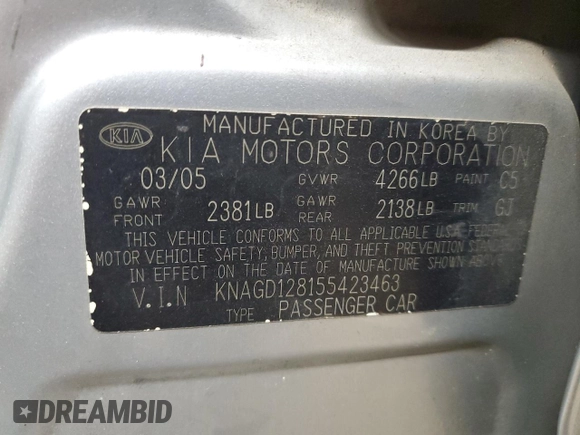 MANUFACTURED IN KOREA BY
KIA KIA MOTORS CORPORATION
03/05 GVWR 4266LB PAINT C5
GAWR FRONT 2381LB GAWR REAR 2138LB TRIM GJ
THIS VEHICLE CONFORMS TO ALL APPLICABLE U.S.A. FEDERAL
MOTOR VEHICLE SAFETY, BUMPER, AND THEFT PREVENTION
IN EFFECT ON THE DATE OF MANUFACTURE SHOWN ABOVE
V.I.N KNAGD128155423463
TYPE PASSENGER CAR
DREAMBID